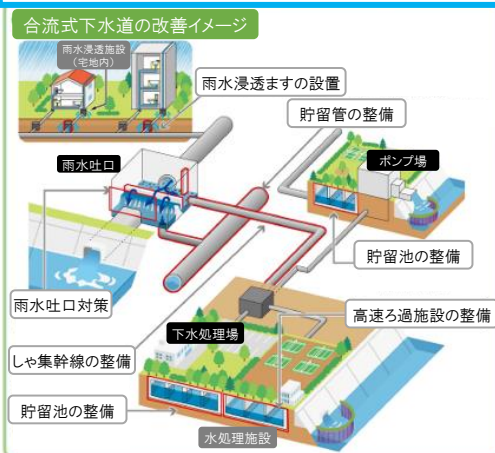 合流式下水道の改善イメージ
雨水浸透施設
(宅地内)
雨水浸透ますの設置
貯留管の整備
雨水吐口
ポンプ場
貯留池の整備
雨水吐口対策
高速ろ過施設の整備
下水処理場
しゃ集幹線の整備
貯留池の整備
水処理施設